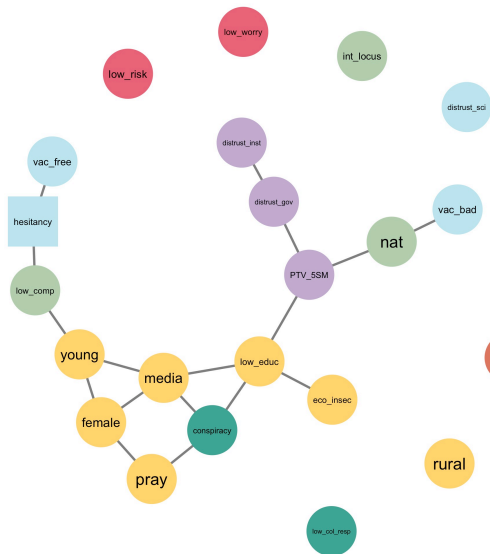 low_worry
int_locus
low_risk
distrust_sci
distrust_inst
vac_free
distrust_gov
vac_bad
hesitancy
nat
PTV_5SM
low_comp
young
low_educ
media
eco_insec
female
conspiracy
rural
pray
low_col_resp